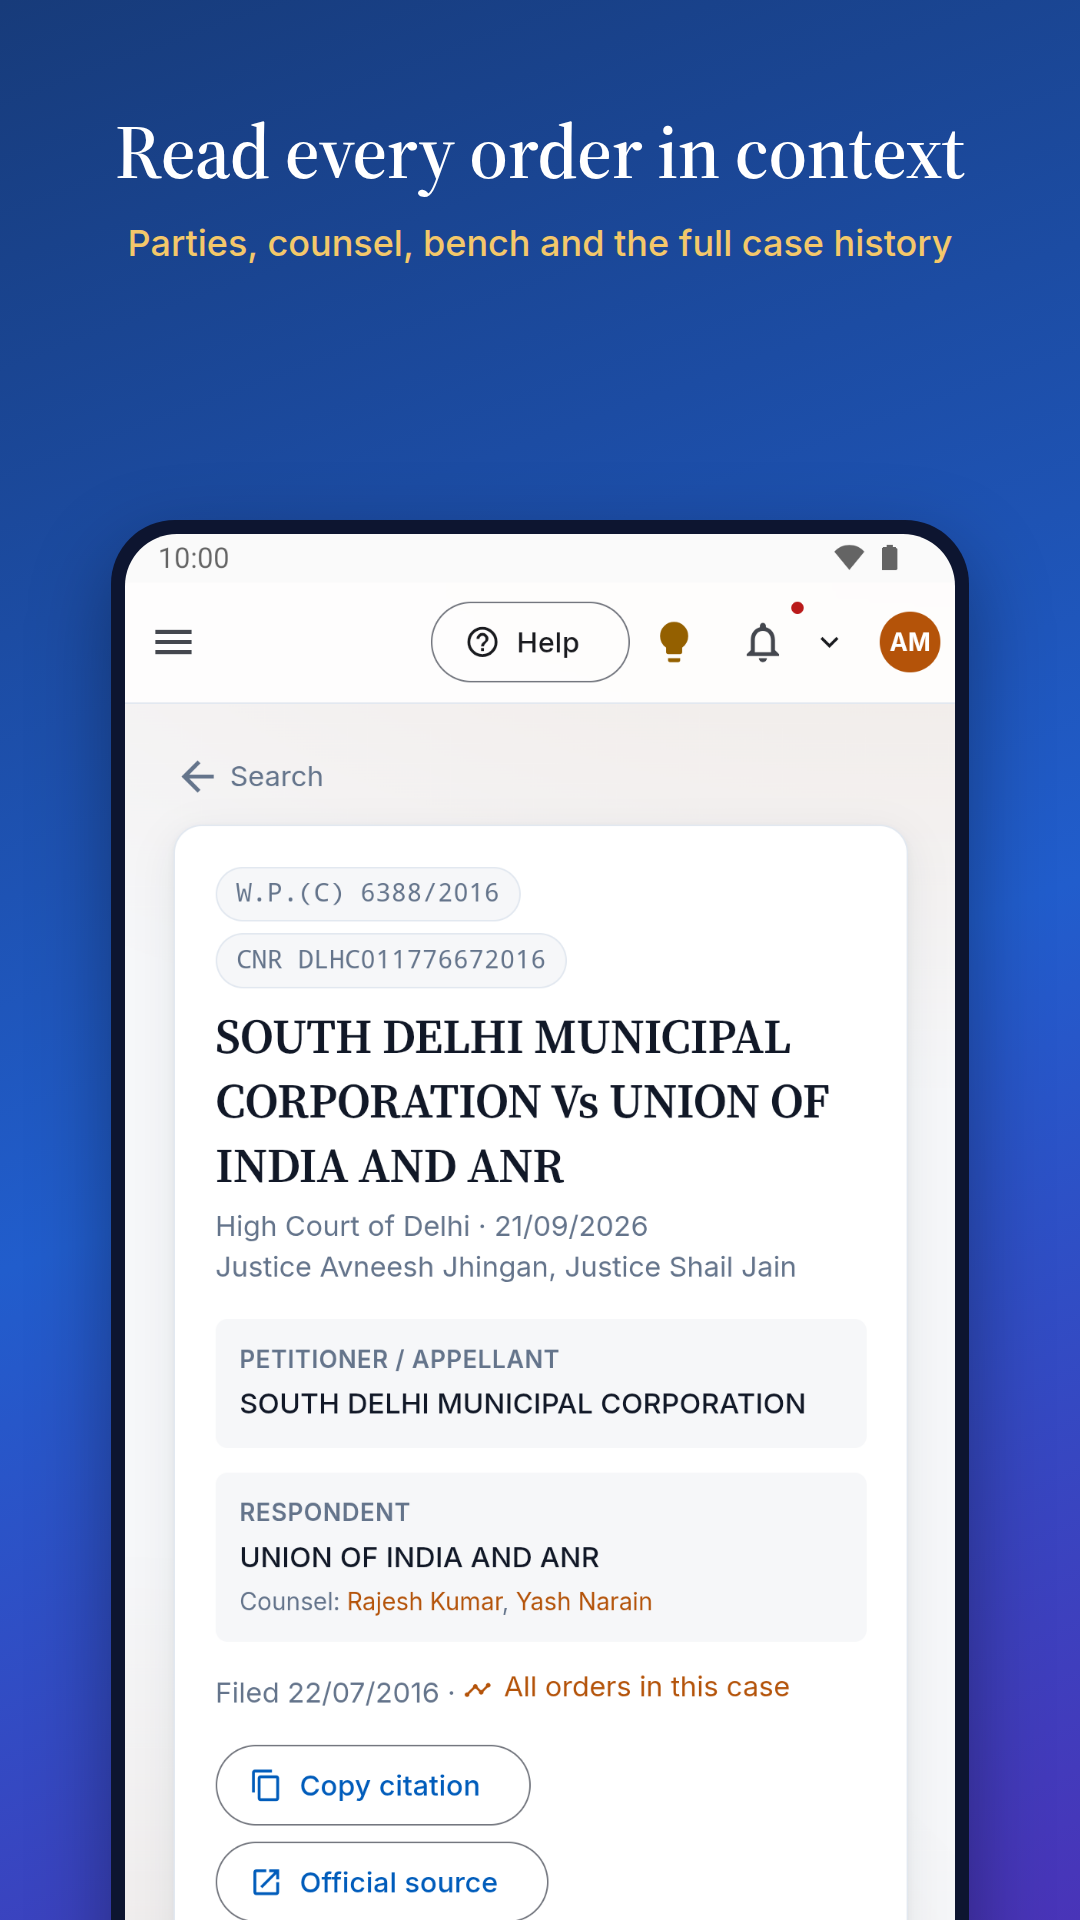 Read every order in context
Parties, counsel, bench and the full case history
10:00
Help
AM
Search
W.P.(C) 6388/2016
CNR DLHC011776672016
SOUTH DELHI MUNICIPAL
CORPORATION Vs UNION OF
INDIA AND ANR
High Court of Delhi · 21/09/2026
Justice Avneesh Jhingan, Justice Shail Jain
PETITIONER / APPELLANT
SOUTH DELHI MUNICIPAL CORPORATION
RESPONDENT
UNION OF INDIA AND ANR
Counsel: Rajesh Kumar, Yash Narain
Filed 22/07/2016 · All orders in this case
Copy citation
Official source